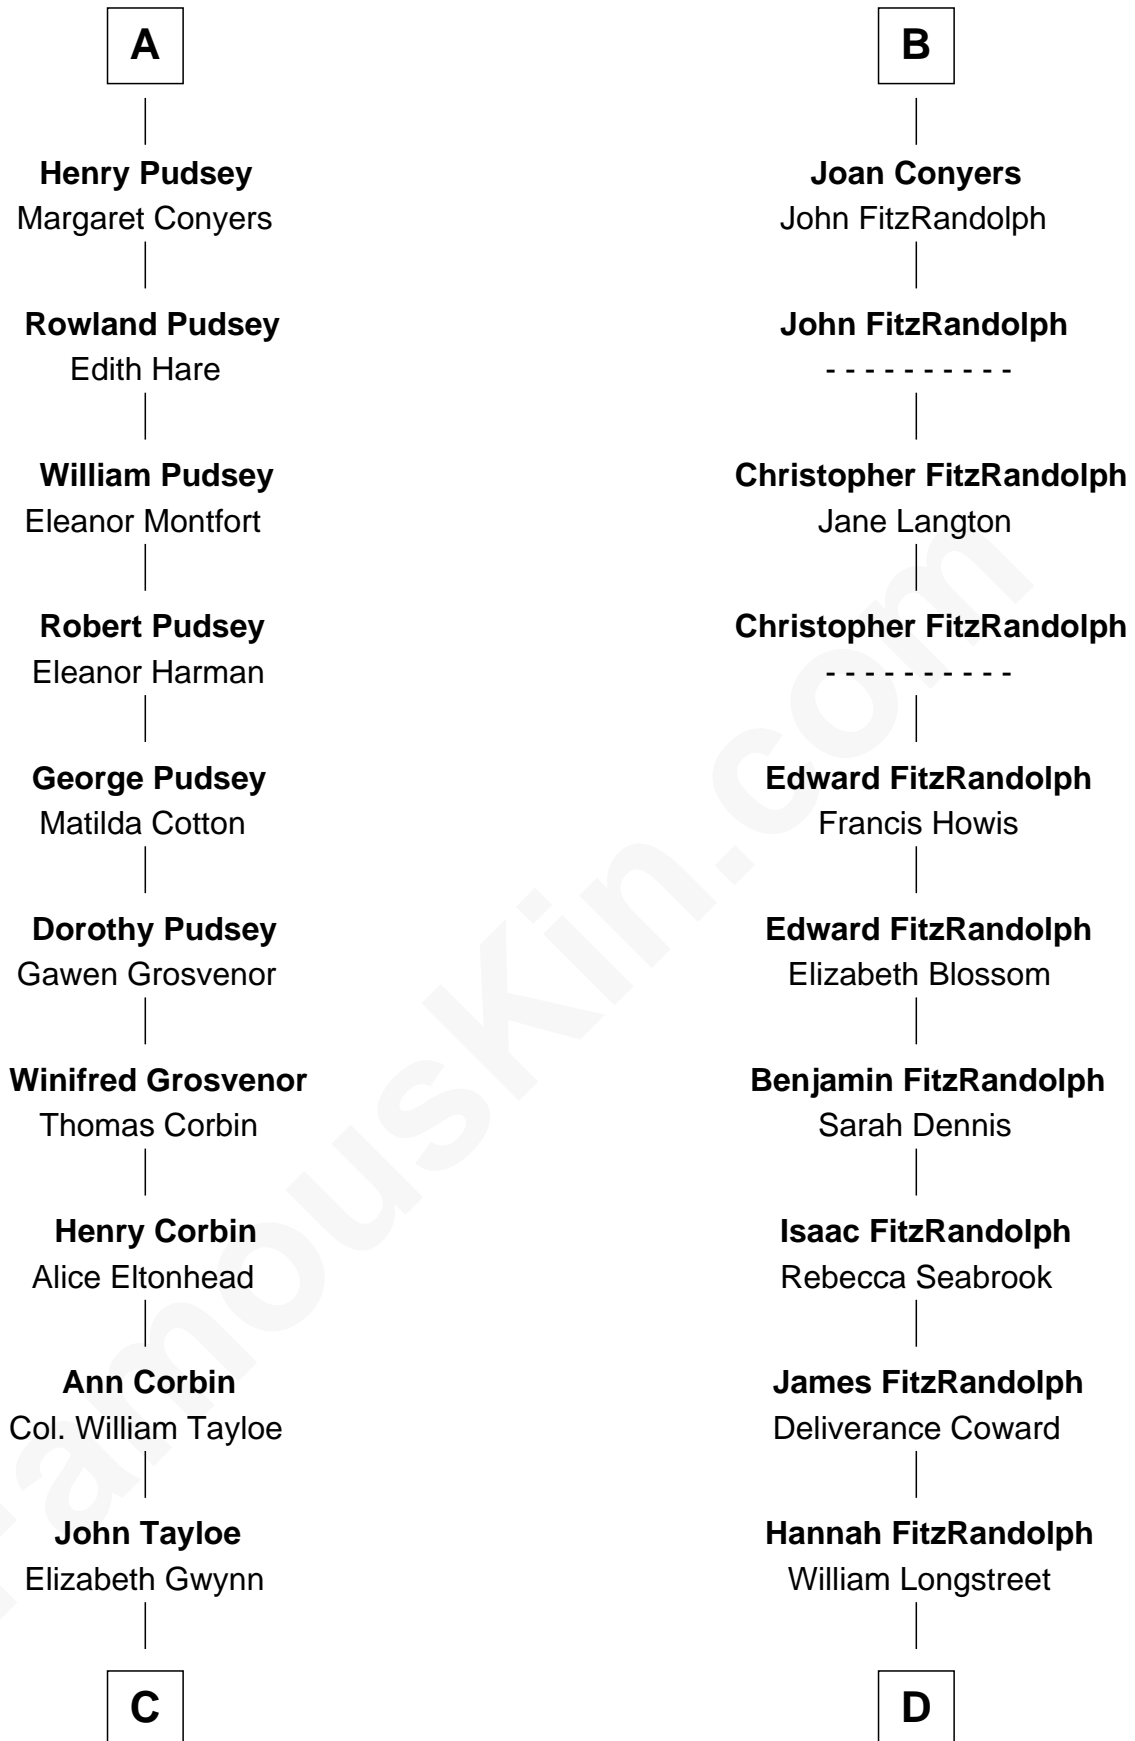 A
Henry Pudsey
Margaret Conyers
Rowland Pudsey
Edith Hare
William Pudsey
Eleanor Montfort
Robert Pudsey
Eleanor Harman
George Pudsey
Matilda Cotton
Dorothy Pudsey
Gawen Grosvenor
Winifred Grosvenor
Thomas Corbin
Henry Corbin
Alice Eltonhead
Ann Corbin
Col. William Tayloe
John Tayloe
Elizabeth Gwynn
C
B
Joan Conyers
John FitzRandolph
John FitzRandolph
- - - - - - - - - -
Christopher FitzRandolph
Jane Langton
Christopher FitzRandolph
- - - - - - - - - -
Edward FitzRandolph
Francis Howis
Edward FitzRandolph
Elizabeth Blossom
Benjamin FitzRandolph
Sarah Dennis
Isaac FitzRandolph
Rebecca Seabrook
James FitzRandolph
Deliverance Coward
Hannah FitzRandolph
William Longstreet
D
FamousKin.com